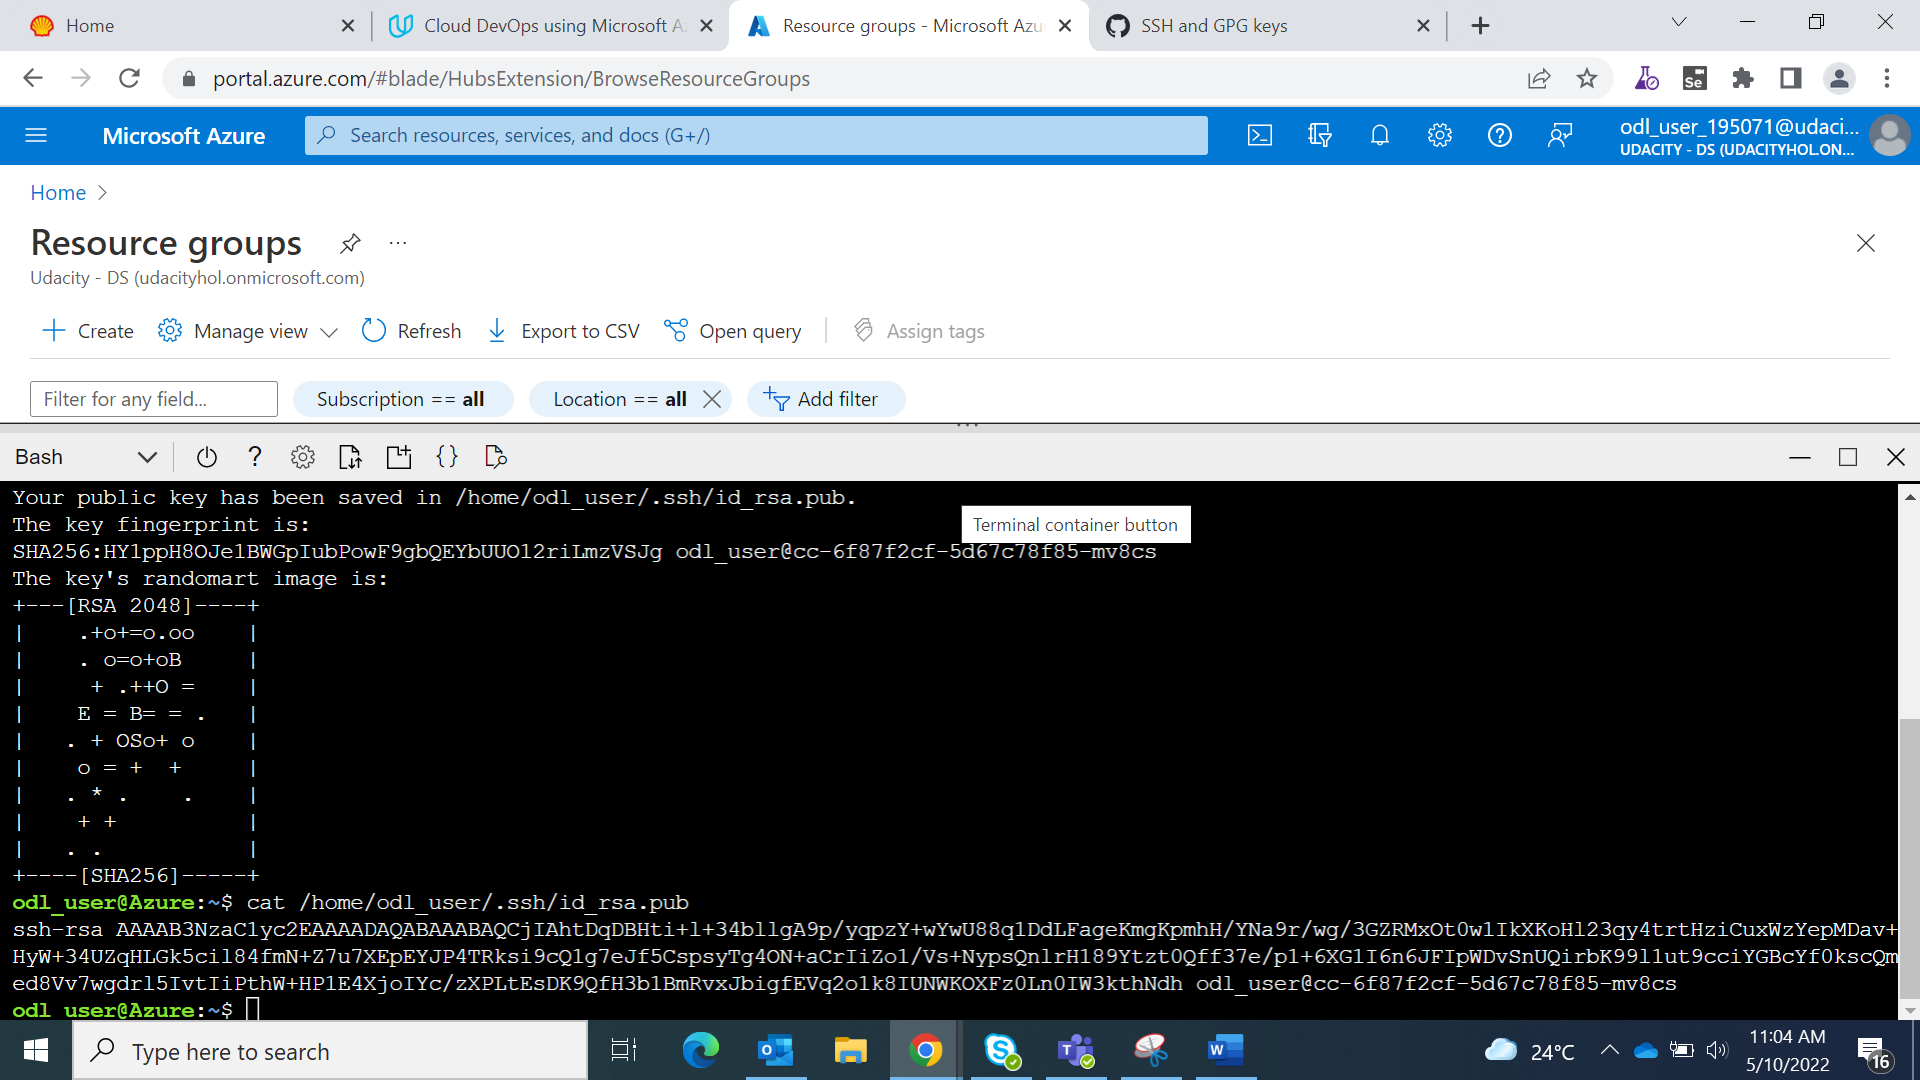 Home
Cloud DevOps using Microsoft A
Resource groups - Microsoft Azu
SSH and GPG keys
portal.azure.com/#blade/HubsExtension/BrowseResourceGroups
Se
Microsoft Azure
Search resources, services, and docs (G+/)
odl_user_195071@udaci...
UDACITY - DS (UDACITYHOL.ON...
Home
Resource groups
...
Udacity - DS (udacityhol.onmicrosoft.com)
Create
Manage view
Refresh
Export to CSV
Open query
Assign tags
Filter for any field...
Subscription == all
Location == all
Add filter
Bash
Your public key has been saved in /home/odl_user/.ssh/id_rsa.pub.
Terminal container button
The key fingerprint is:
SHA256:HY1ppH8OJe1BWGpIubPowF9gbQEYbUUO12riLmzVSJg odl_user@cc-6f87f2cf-5d67c78f85-mv8cs
The key's randomart image is:
+---[RSA 2048]----+
|    .+o+=o.oo    |
|    . o=o+oB     |
|     + .++O =    |
|    E = B= = .   |
|   . + OSo+ o    |
|    o = +  +     |
|   . * .    .    |
|    + +          |
|   . .           |
+----[SHA256]-----+
odl_user@Azure:~$ cat /home/odl_user/.ssh/id_rsa.pub
ssh-rsa AAAAB3NzaC1yc2EAAAADAQABAAABAQCjIAhtDqDBHti+l+34bllgA9p/yqpzY+wYwU88q1DdLFageKmgKpmhH/YNa9r/wg/3GZRMxOt0w1IkXKoHl23qy4trtHziCuxWzYepMDav+
HyW+34UZqHLGk5cil84fmN+Z7u7XEpEYJP4TRksi9cQ1g7eJf5CspsyTg4ON+aCrIiZo1/Vs+NypsQnlrH189Ytzt0Qff37e/p1+6XG1I6n6JFIpWDvSnUQirbK99l1ut9cciYGBcYf0kscQm
ed8Vv7wgdrl5IvtIiPthW+HP1E4XjoIYc/zXPLtEsDK9QfH3blBmRvxJbigfEVq2o1k8IUNWKOXFz0Ln0IW3kthNdh odl_user@cc-6f87f2cf-5d67c78f85-mv8cs
odl_user@Azure:~$
Type here to search
24°C
11:04 AM
5/10/2022
16